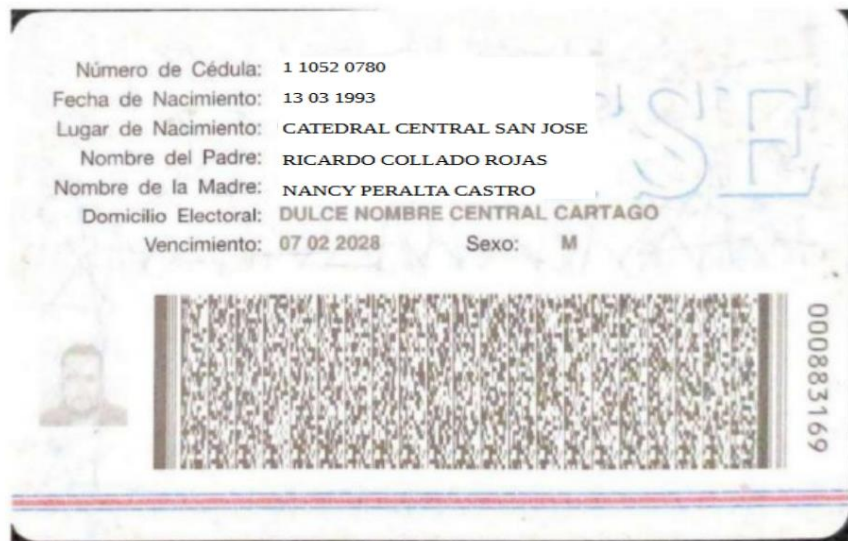 Número de Cédula: 1 1052 0780
Fecha de Nacimiento: 13 03 1993
Lugar de Nacimiento: CATEDRAL CENTRAL SAN JOSE
Nombre del Padre: RICARDO COLLADO ROJAS
Nombre de la Madre: NANCY PERALTA CASTRO
Domicilio Electoral: DULCE NOMBRE CENTRAL CARTAGO
Vencimiento: 07 02 2028 Sexo: M
TSE
000883169